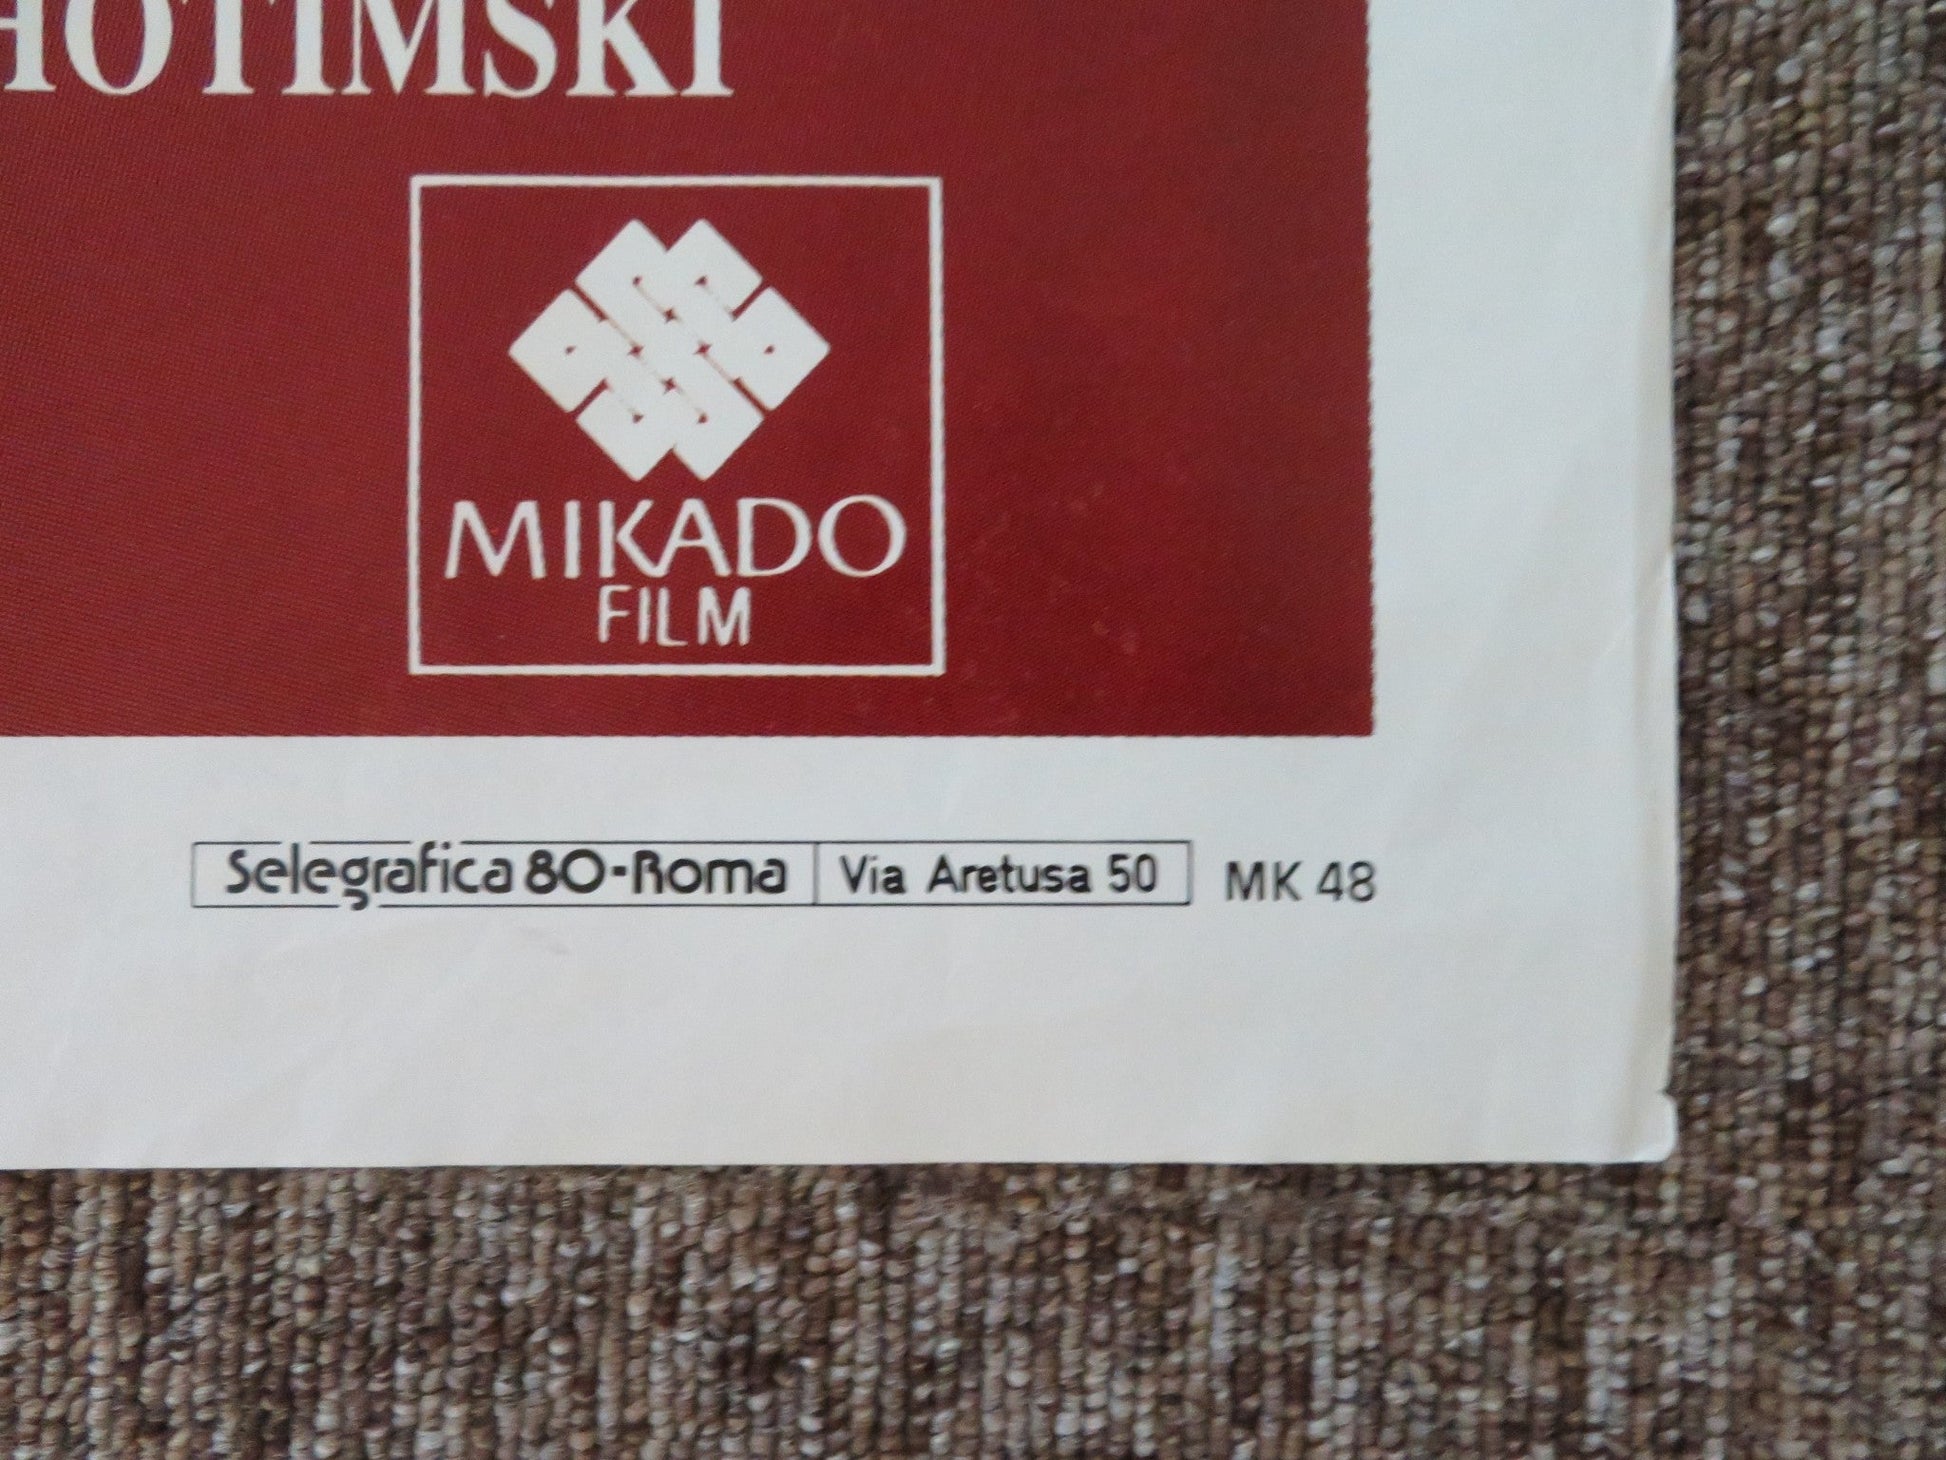 HOTIMSKI
MIKADO
FILM
Selegrafica 80-Roma Via Aretusa 50 MK 48